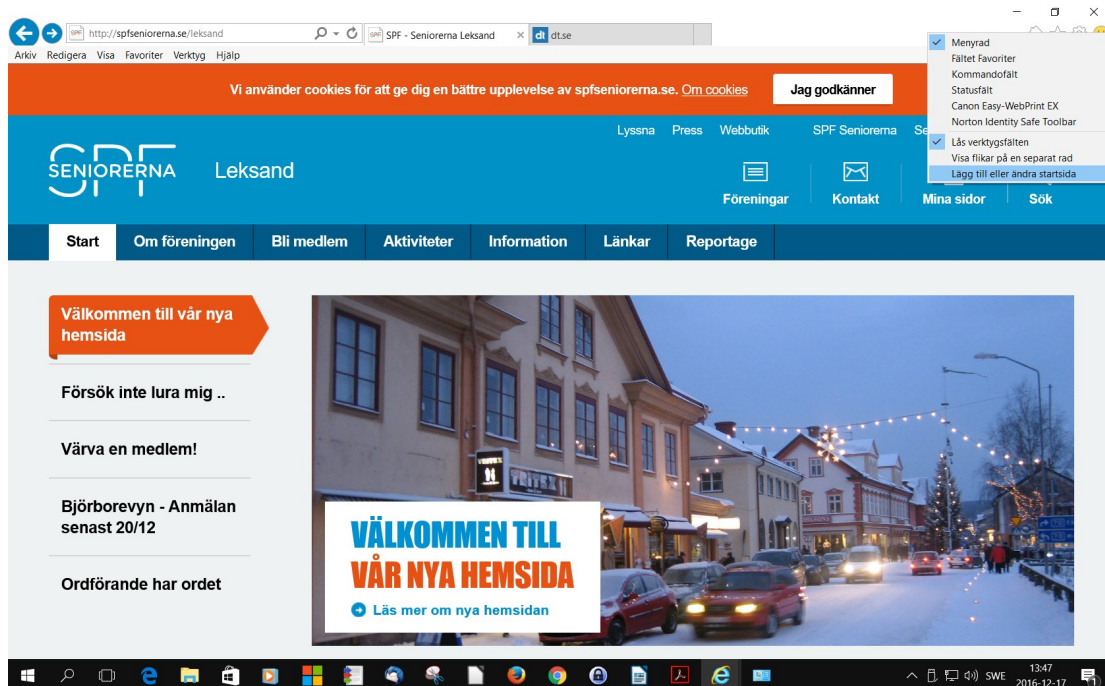 http://spfseniorerna.se/leksand
SPF - Seniorerna Leksand
dt dt.se
Arkiv Redigera Visa Favoriter Verktyg Hjälp
Menyrad
Fältet Favoriter
Kommandofält
Statusfält
Canon Easy-WebPrint EX
Norton Identity Safe Toolbar
Lås verktygsfälten
Visa flikar på en separat rad
Lägg till eller ändra startsida
Vi använder cookies för att ge dig en bättre upplevelse av spfseniorerna.se. Om cookies
Jag godkänner
Lyssna Press Webbutik SPF Seniorerna
SPF
SENIORERNA
Leksand
Föreningar Kontakt Mina sidor Sök
Start Om föreningen Bli medlem Aktiviteter Information Länkar Reportage
Välkommen till vår nya
hemsida
Försök inte lura mig ..
Värva en medlem!
Björborevyn - Anmälan
senast 20/12
Ordförande har ordet
VÄLKOMMEN TILL
VÅR NYA HEMSIDA
Läs mer om nya hemsidan
SWE
13:47
2016-12-17